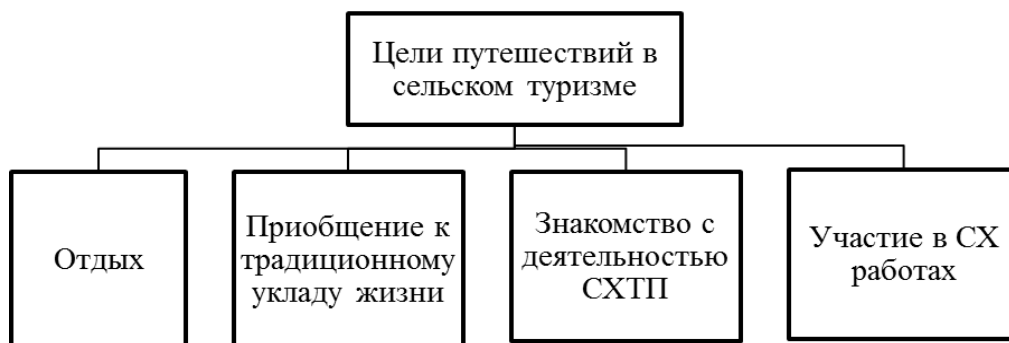 Цели путешествий в
сельском туризме
Отдых
Приобщение к
традиционному
укладу жизни
Знакомство с
деятельностью
СХТП
Участие в СХ
работах